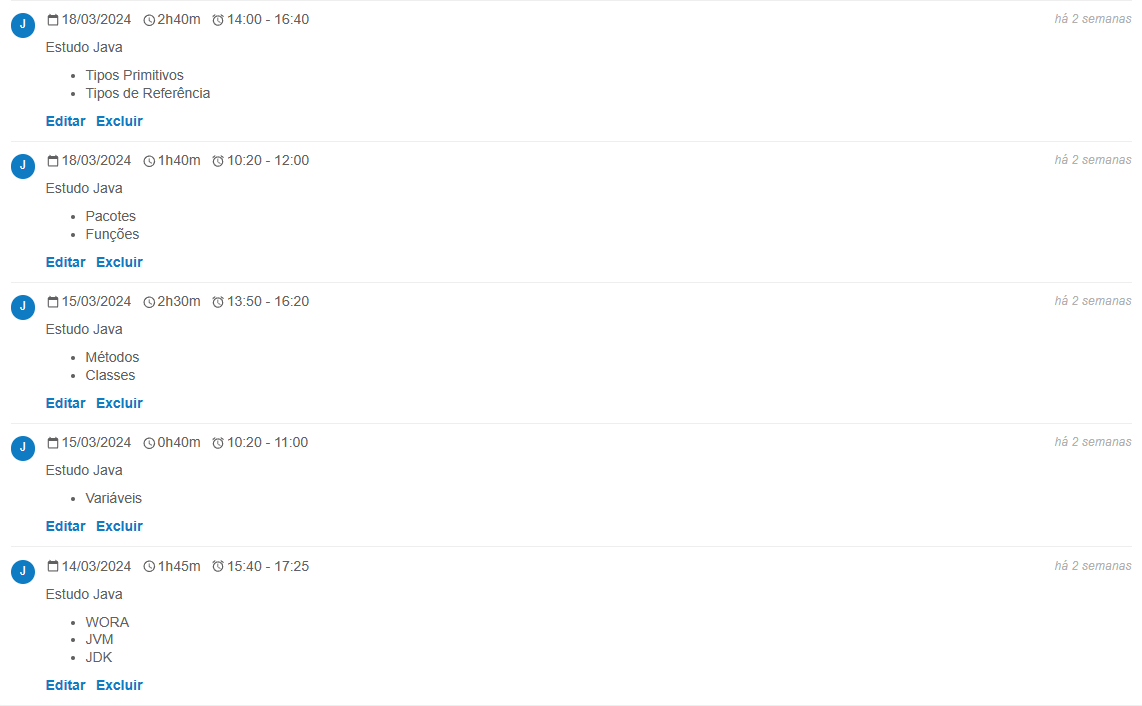 J 18/03/2024 2h40m 14:00 - 16:40 há 2 semanas
Estudo Java
Tipos Primitivos
Tipos de Referência
Editar Excluir
J 18/03/2024 1h40m 10:20 - 12:00 há 2 semanas
Estudo Java
Pacotes
Funções
Editar Excluir
J 15/03/2024 2h30m 13:50 - 16:20 há 2 semanas
Estudo Java
Métodos
Classes
Editar Excluir
J 15/03/2024 0h40m 10:20 - 11:00 há 2 semanas
Estudo Java
Variáveis
Editar Excluir
J 14/03/2024 1h45m 15:40 - 17:25 há 2 semanas
Estudo Java
WORA
JVM
JDK
Editar Excluir